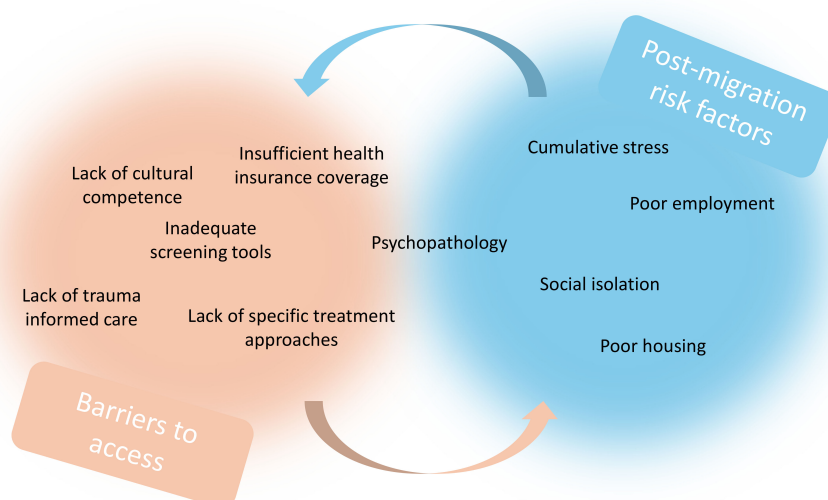 Post-migration
risk factors
Insufficient health
insurance coverage
Lack of cultural
competence
Inadequate
screening tools
Lack of trauma
informed care
Lack of specific treatment
approaches
Psychopathology
Cumulative stress
Poor employment
Social isolation
Poor housing
Barriers to
access